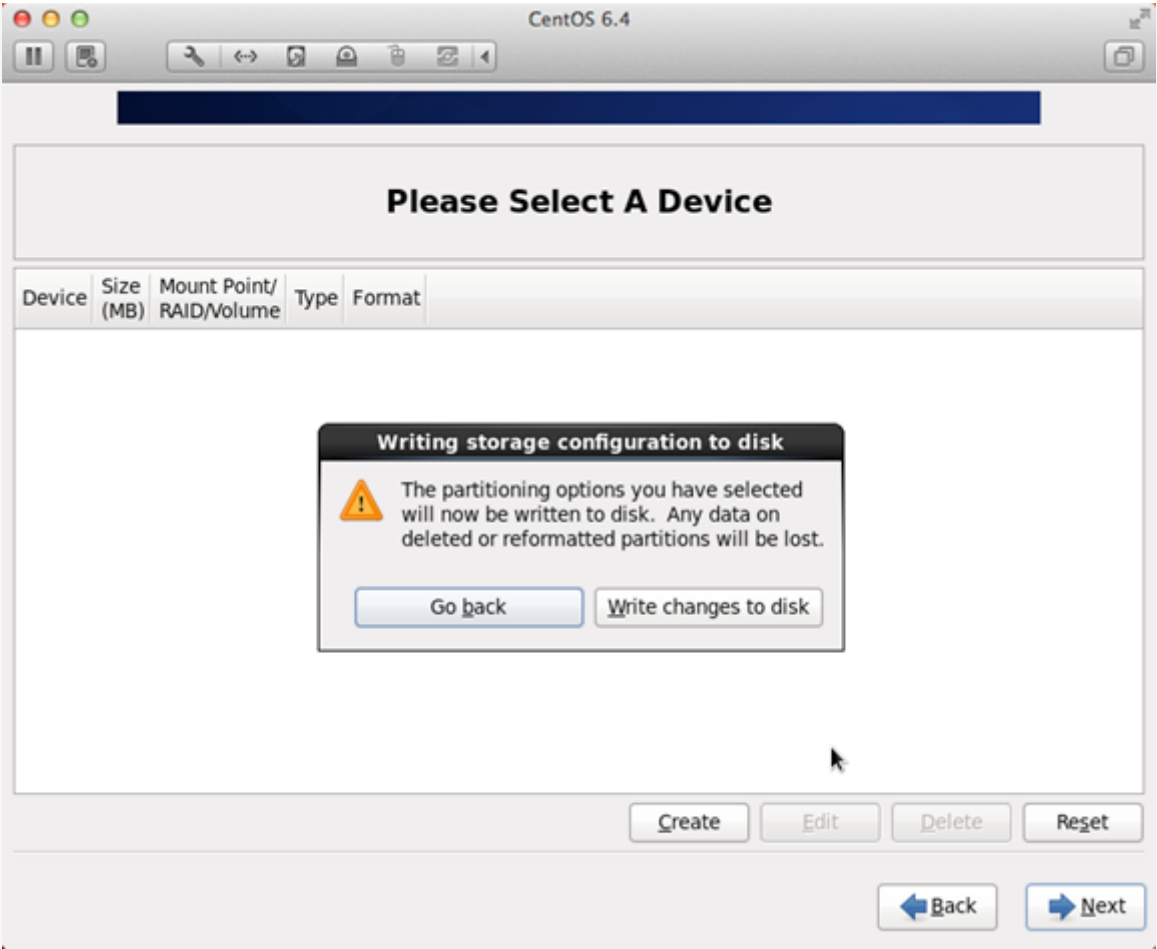 CentOS 6.4
Please Select A Device
Device
Size
(MB)
Mount Point/
RAID/Volume
Type
Format
Writing storage configuration to disk
The partitioning options you have selected
will now be written to disk.  Any data on
deleted or reformatted partitions will be lost.
Go back
Write changes to disk
Create
Edit
Delete
Reset
Back
Next